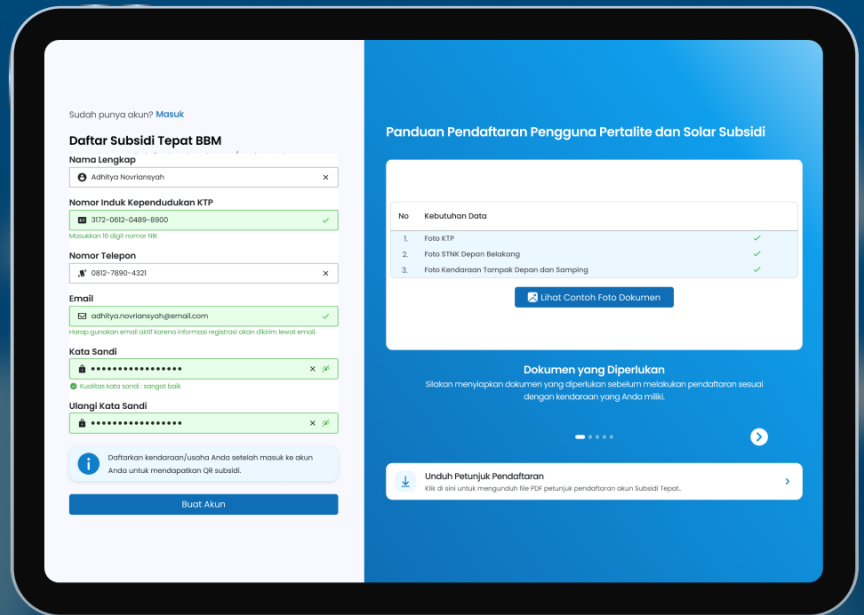 Sudah punya akun? Masuk
Daftar Subsidi Tepat BBM
Nama Lengkap
Adhitya Novriansyah
Nomor Induk Kependudukan KTP
3172-0612-0489-8900
Masukkan 16 digit nomor NIK
Nomor Telepon
0812-7890-4321
Email
adhitya.novriansyah@email.com
Harap gunakan email aktif karena informasi registrasi akan dikirim lewat email.
Kata Sandi
Kualitas kata sandi : sangat baik
Ulangi Kata Sandi
Daftarkan kendaraan/usaha Anda setelah masuk ke akun
Anda untuk mendapatkan QR subsidi.
Buat Akun
Panduan Pendaftaran Pengguna Pertalite dan Solar Subsidi
No Kebutuhan Data
1. Foto KTP
2. Foto STNK Depan Belakang
3. Foto Kendaraan Tampak Depan dan Samping
Lihat Contoh Foto Dokumen
Dokumen yang Diperlukan
Silakan menyiapkan dokumen yang diperlukan sebelum melakukan pendaftaran sesuai
dengan kendaraan yang Anda miliki.
Unduh Petunjuk Pendaftaran
Klik di sini untuk mengunduh file PDF petunjuk pendaftaran akun Subsidi Tepat.